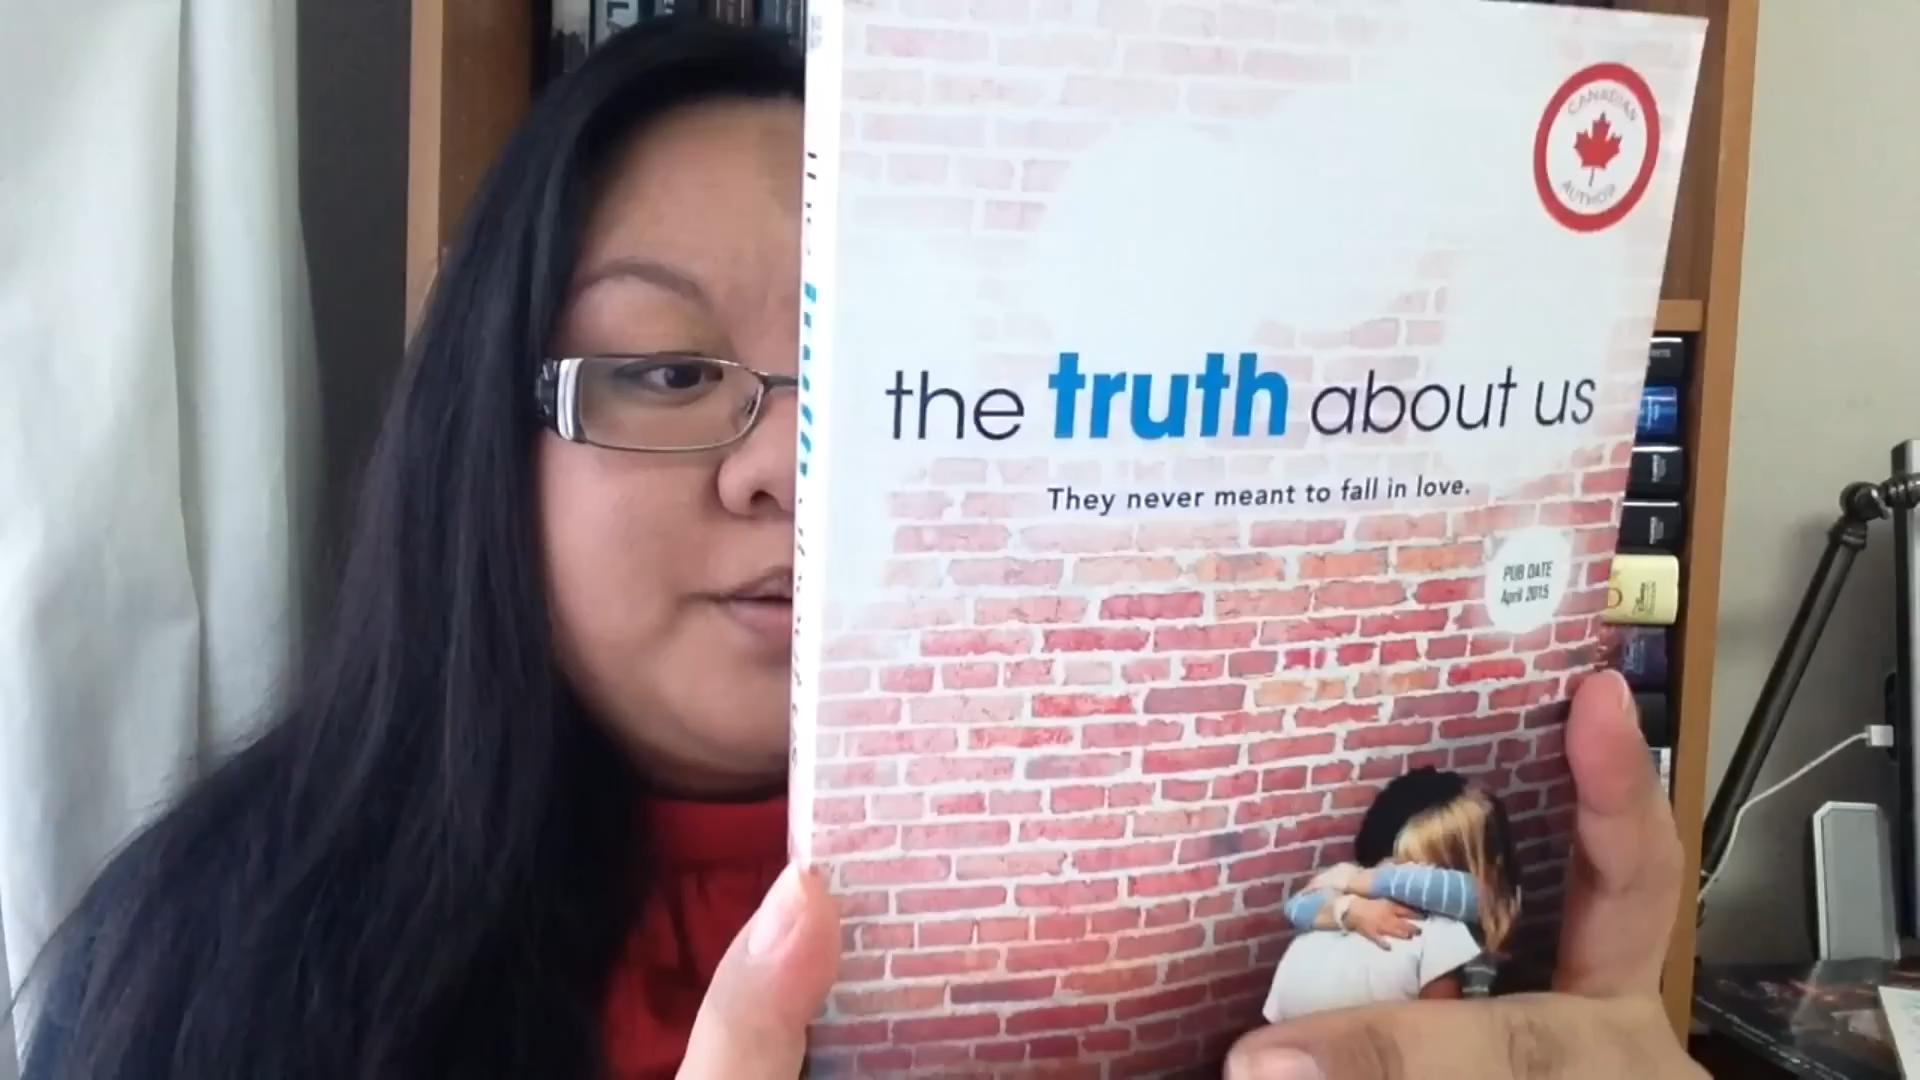 CANADIAN
AUTHOR
the truth about us
They never meant to fall in love.
PUB DATE
April 2015